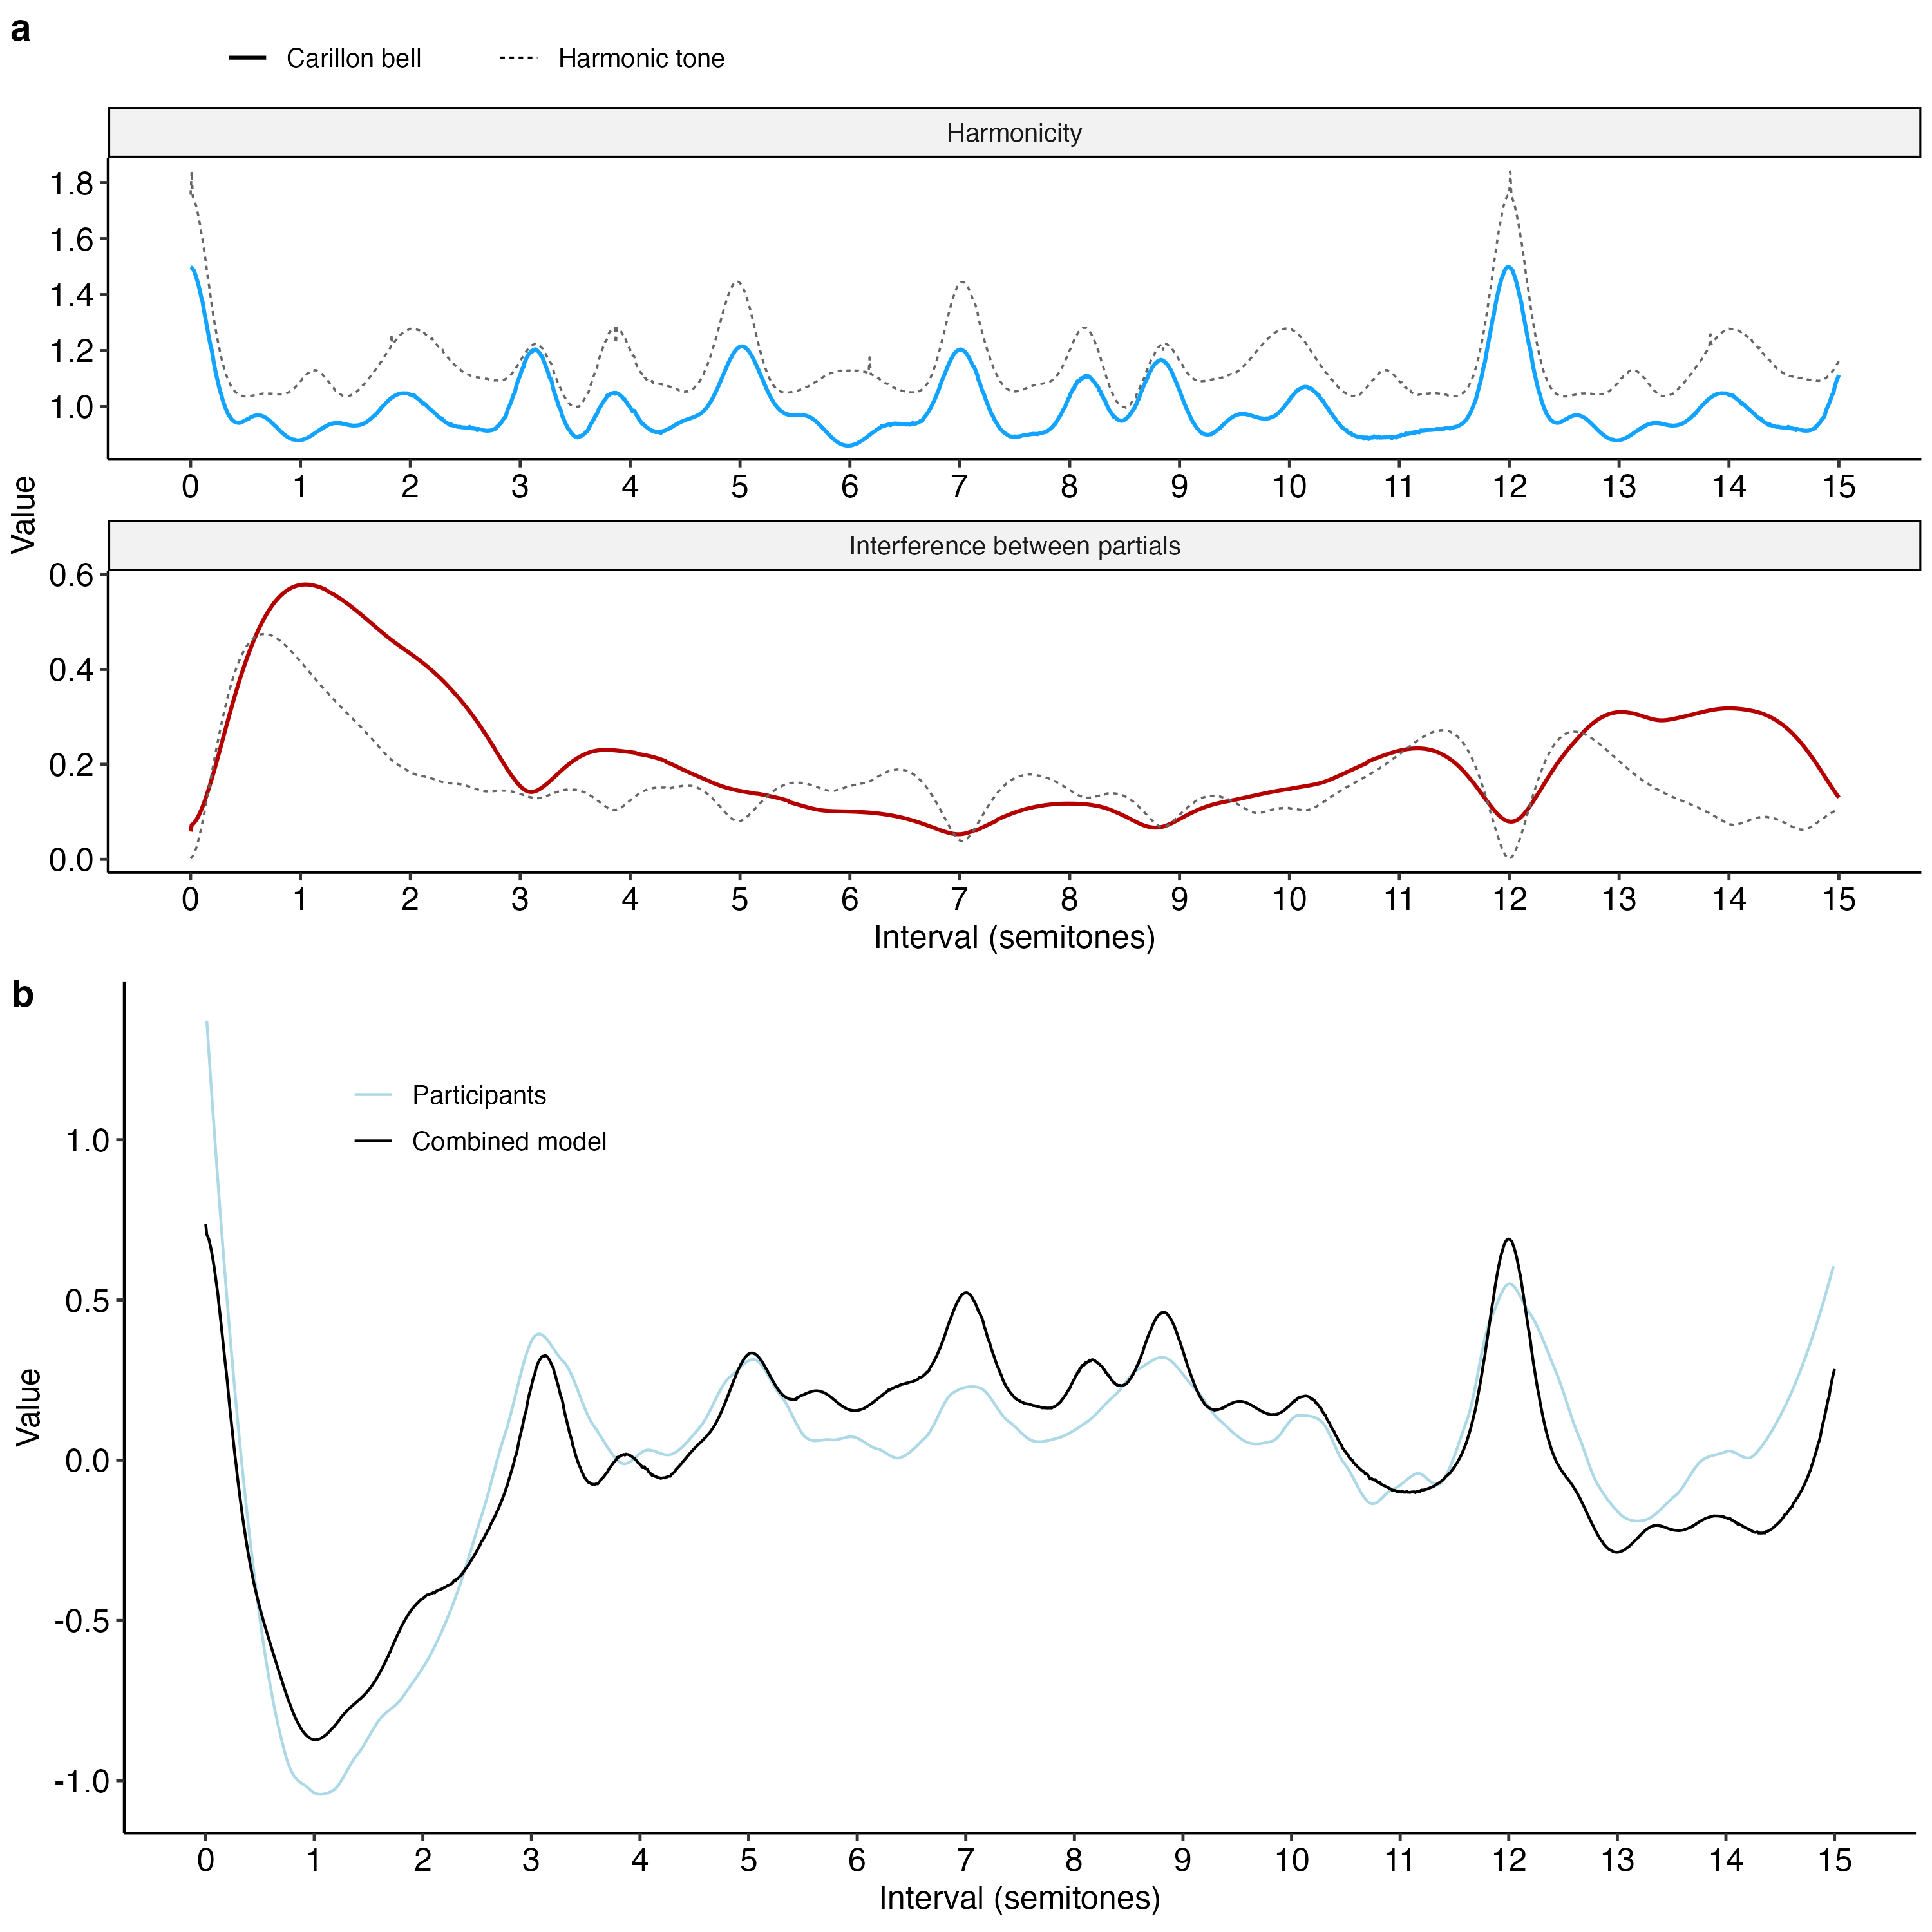 a
Carillon bell Harmonic tone
Harmonicity
1.8
1.6
1.4
1.2
1.0
0 1 2 3 4 5 6 7 8 9 10 11 12 13 14 15
Value
Interference between partials
0.6
0.4
0.2
0.0
0 1 2 3 4 5 6 7 8 9 10 11 12 13 14 15
Interval (semitones)
b
Participants
Combined model
1.0
0.5
0.0
-0.5
-1.0
Value
0 1 2 3 4 5 6 7 8 9 10 11 12 13 14 15
Interval (semitones)